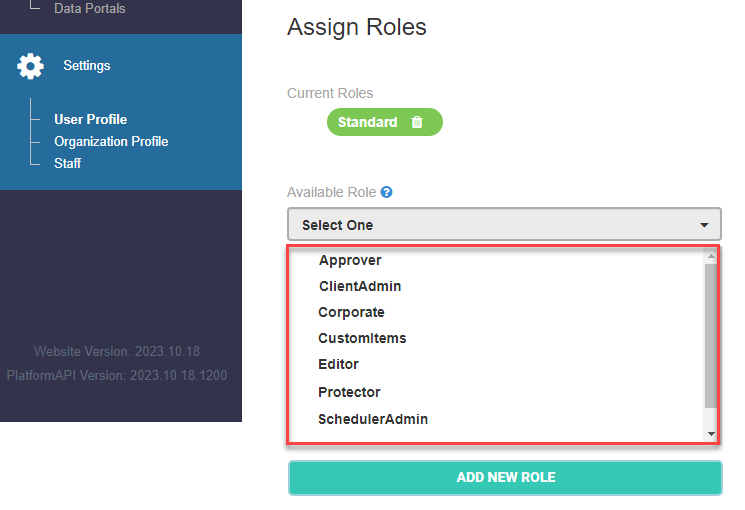 Data Portals
Settings
User Profile
Organization Profile
Staff
Website Version: 2023.10.18
PlatformAPI Version: 2023.10.18.1200
Assign Roles
Current Roles
Standard
Available Role ?
Select One
Approver
ClientAdmin
Corporate
CustomItems
Editor
Protector
SchedulerAdmin
ADD NEW ROLE